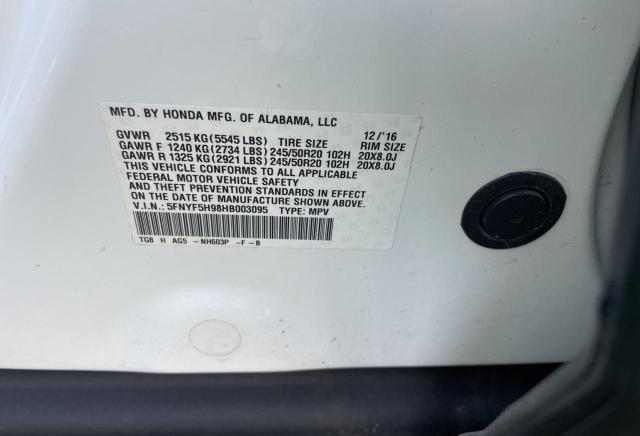 MFD. BY HONDA MFG. OF ALABAMA, LLC
GVWR 2515 KG(5545 LBS) TIRE SIZE 12/'16 RIM SIZE
GAWR F 1240 KG(2734 LBS) 245/50R20 102H 20X8.0J
GAWR R 1325 KG(2921 LBS) 245/50R20 102H 20X8.0J
THIS VEHICLE CONFORMS TO ALL APPLICABLE
FEDERAL MOTOR VEHICLE SAFETY
AND THEFT PREVENTION STANDARDS IN EFFECT
ON THE DATE OF MANUFACTURE SHOWN ABOVE.
V.I.N.: 5FNYF5H98HB003095 TYPE: MPV
TGB H AG5 -NH603P -F-B